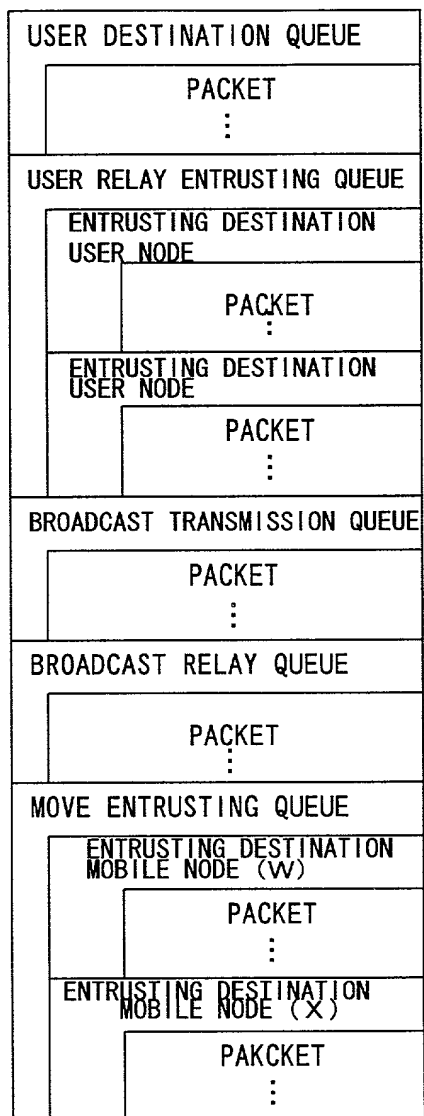 USER DESTINATION QUEUE
PACKET
⋮
USER RELAY ENTRUSTING QUEUE
ENTRUSTING DESTINATION
USER NODE
PACKET
⋮
ENTRUSTING DESTINATION
USER NODE
PACKET
⋮
BROADCAST TRANSMISSION QUEUE
PACKET
⋮
BROADCAST RELAY QUEUE
PACKET
⋮
MOVE ENTRUSTING QUEUE
ENTRUSTING DESTINATION
MOBILE NODE (W)
PACKET
⋮
ENTRUSTING DESTINATION
MOBILE NODE (X)
PAKCKET
⋮